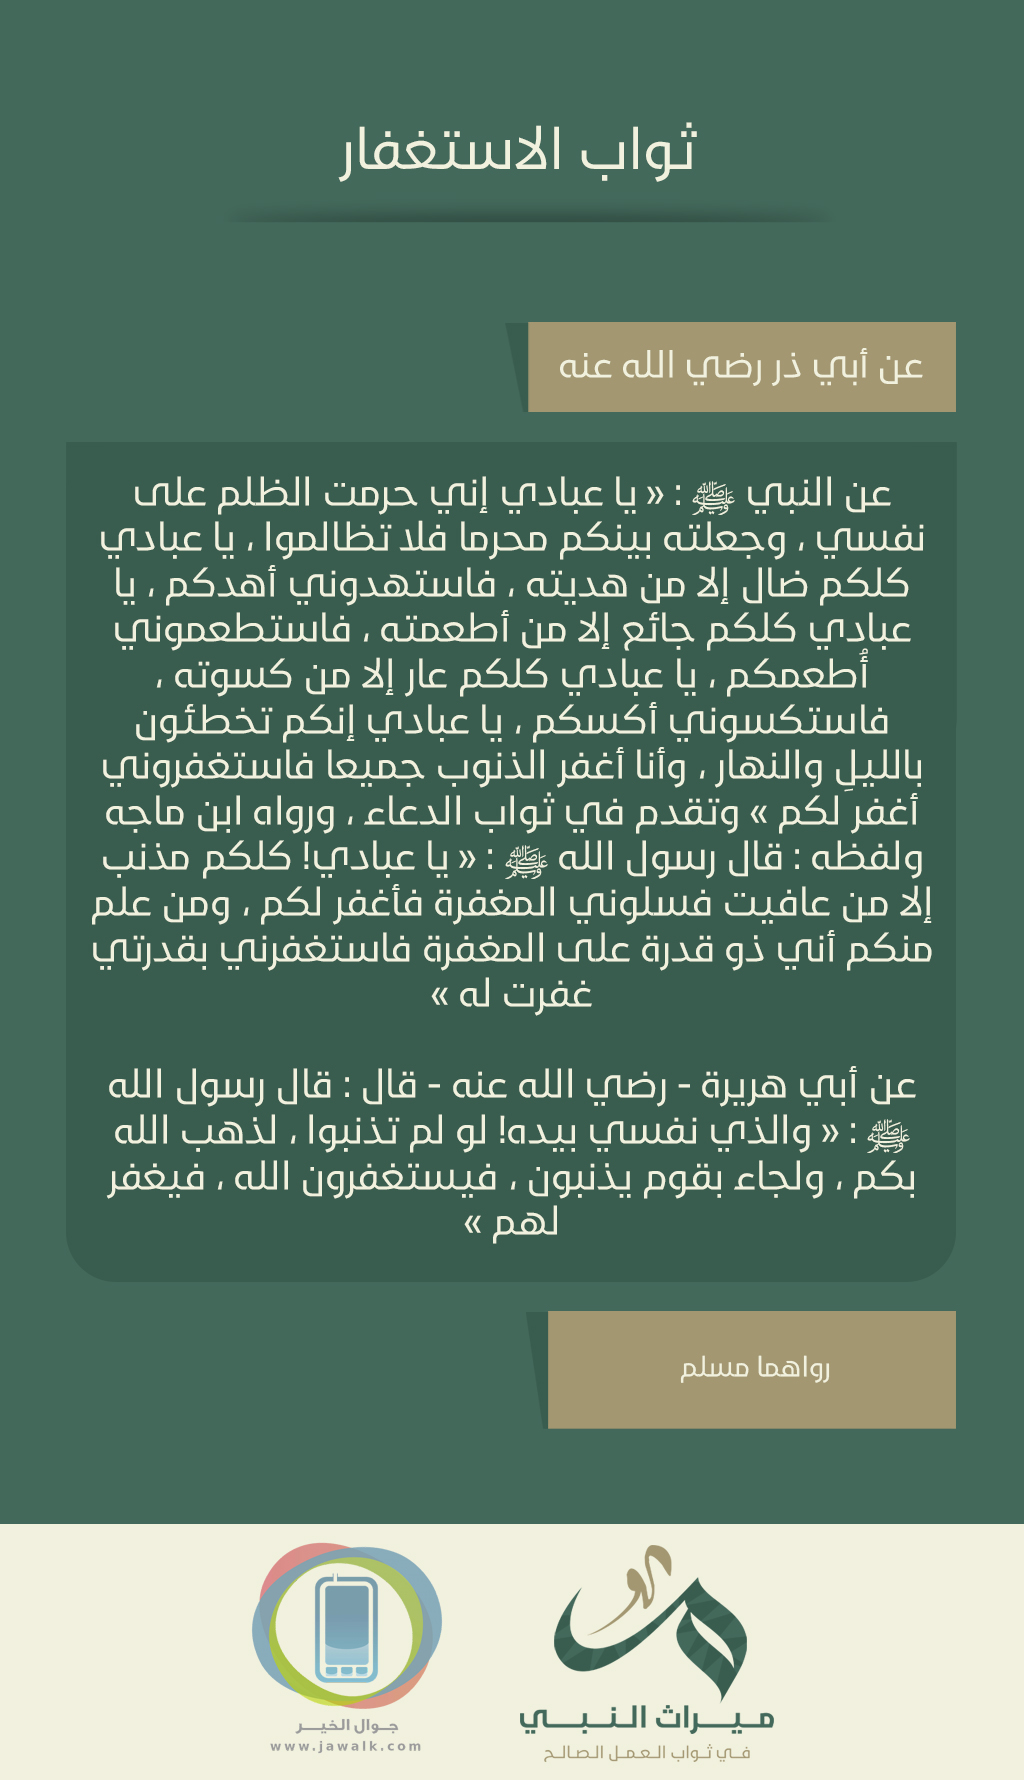 ثواب الاستغفار
عن أبي ذر رضي الله عنه
عن النبي ﷺ : « يا عبادي إني حرمت الظلم على
نفسي ، وجعلته بينكم محرما فلا تظالموا ، يا عبادي
كلكم ضال إلا من هديته ، فاستهدوني أهدكم ، يا
عبادي كلكم جائع إلا من أطعمته ، فاستطعموني
أُطعمكم ، يا عبادي كلكم عار إلا من كسوته ،
فاستكسوني أكسكم ، يا عبادي إنكم تخطئون
بالليلِ والنهار ، وأنا أغفر الذنوب جميعا فاستغفروني
أغفر لكم » وتقدم في ثواب الدعاء ، ورواه ابن ماجه
ولفظه : قال رسول الله ﷺ : « يا عبادي! كلكم مذنب
إلا من عافيت فسلوني المغفرة فأغفر لكم ، ومن علم
منكم أني ذو قدرة على المغفرة فاستغفرني بقدرتي
غفرت له »
عن أبي هريرة - رضي الله عنه - قال : قال رسول الله
ﷺ : « والذي نفسي بيده! لو لم تذنبوا ، لذهب الله
بكم ، ولجاء بقوم يذنبون ، فيستغفرون الله ، فيغفر
لهم »
رواهما مسلم
ميراث النبي
في ثواب العمل الصالح
جوال الخير
www.jawalk.com